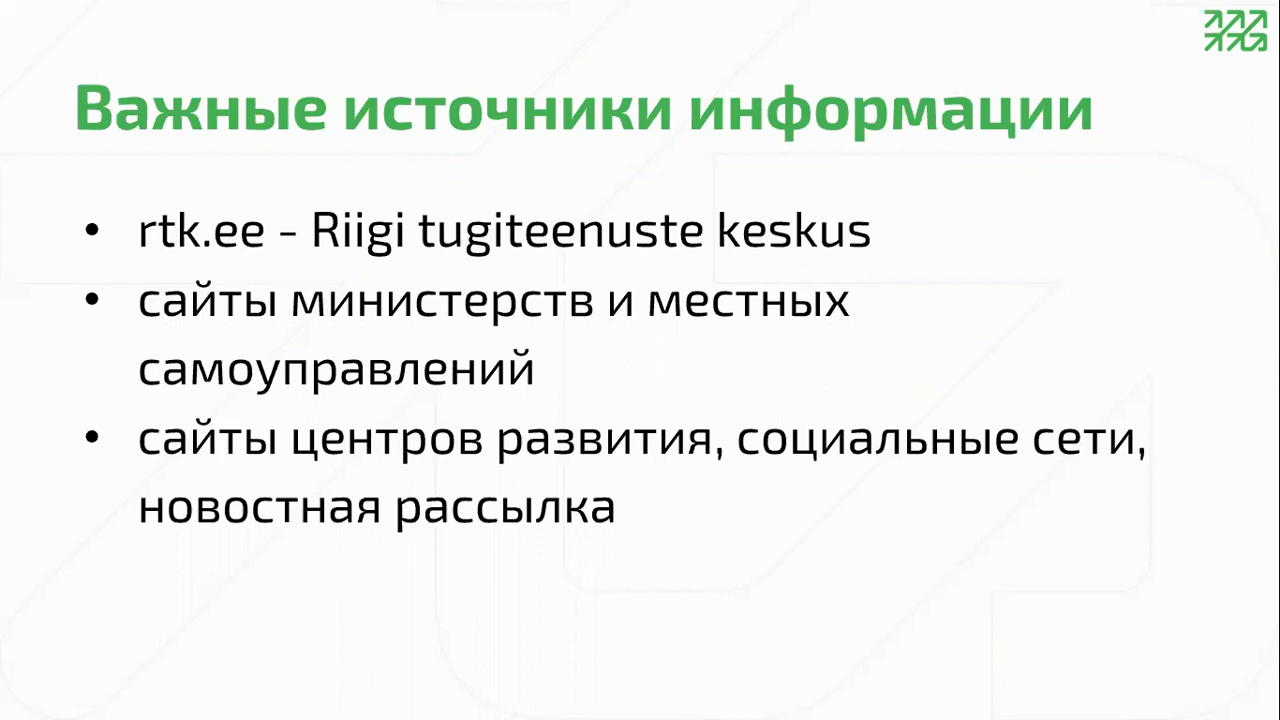 Важные источники информации
• rtk.ee - Riigi tugiteenuste keskus
• сайты министерств и местных
самоуправлений
• сайты центров развития, социальные сети,
новостная рассылка